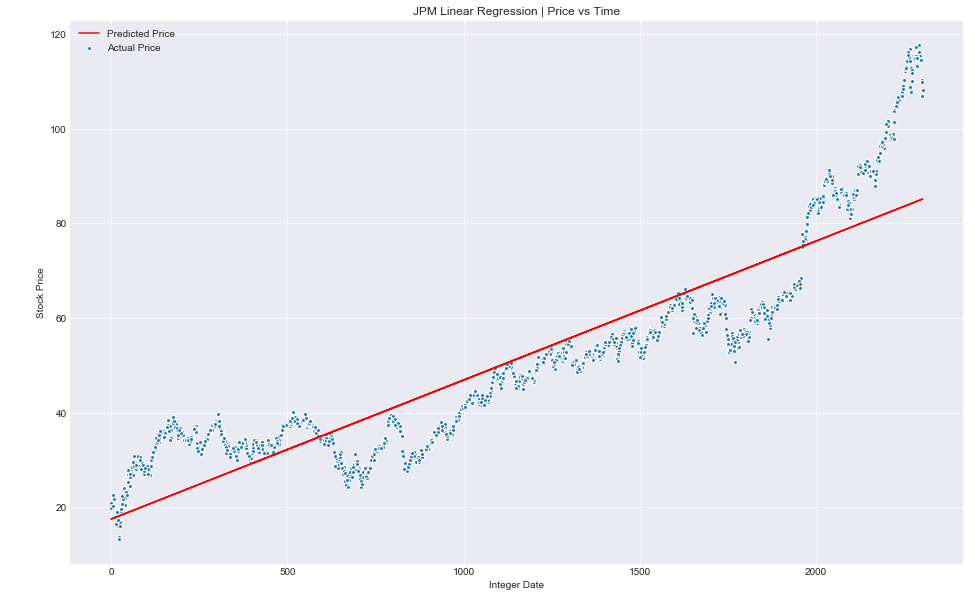 JPM Linear Regression | Price vs Time
Predicted Price
Actual Price
120
100
80
60
40
20
Stock Price
0 500 1000 1500 2000
Integer Date